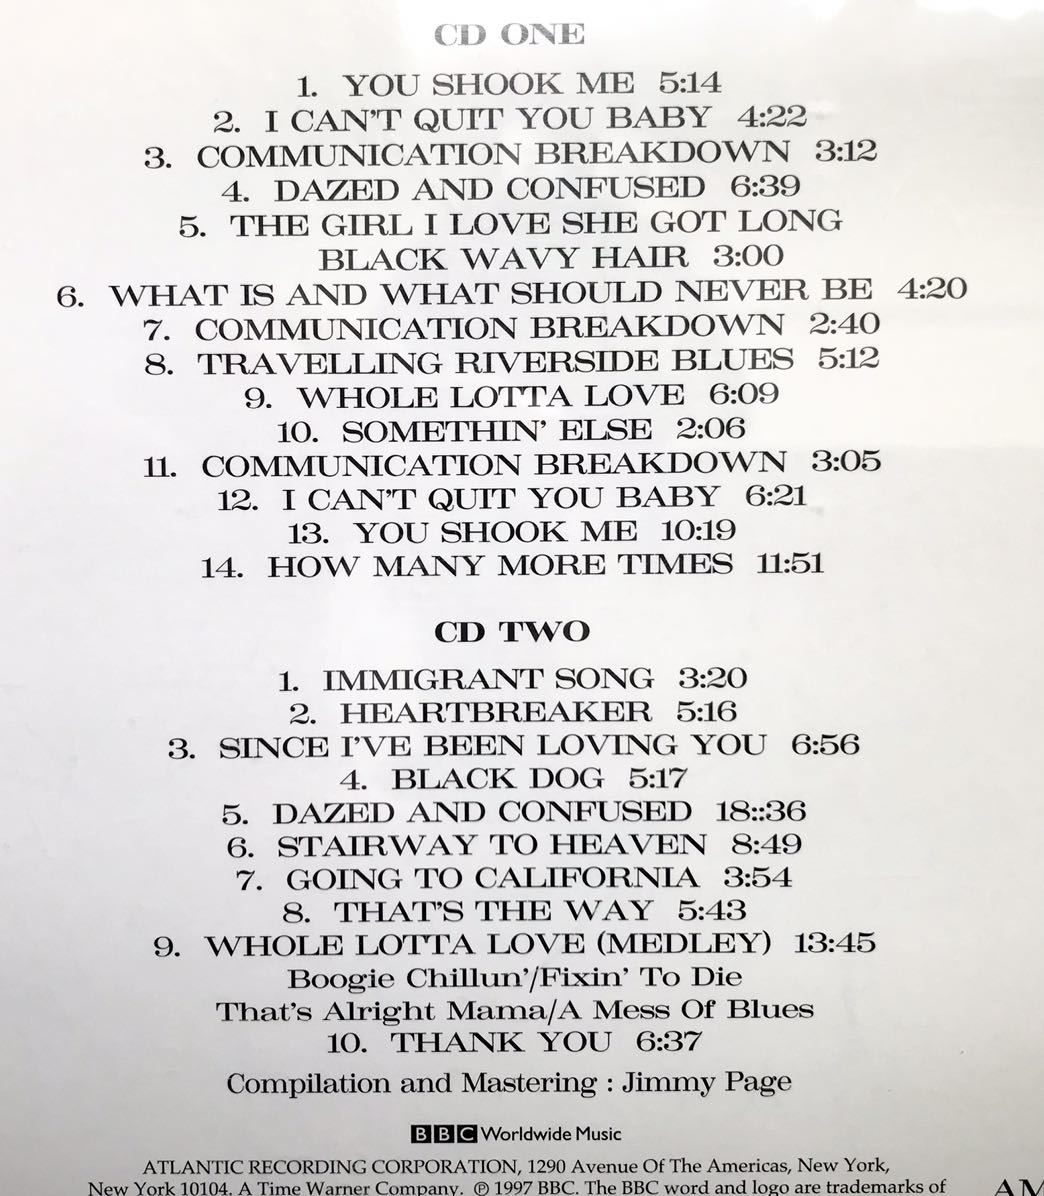 CD ONE
1. YOU SHOOK ME 5:14
2. I CAN'T QUIT YOU BABY 4:22
3. COMMUNICATION BREAKDOWN 3:12
4. DAZED AND CONFUSED 6:39
5. THE GIRL I LOVE SHE GOT LONG
BLACK WAVY HAIR 3:00
6. WHAT IS AND WHAT SHOULD NEVER BE 4:20
7. COMMUNICATION BREAKDOWN 2:40
8. TRAVELLING RIVERSIDE BLUES 5:12
9. WHOLE LOTTA LOVE 6:09
10. SOMETHIN' ELSE 2:06
11. COMMUNICATION BREAKDOWN 3:05
12. I CAN'T QUIT YOU BABY 6:21
13. YOU SHOOK ME 10:19
14. HOW MANY MORE TIMES 11:51
CD TWO
1. IMMIGRANT SONG 3:20
2. HEARTBREAKER 5:16
3. SINCE I'VE BEEN LOVING YOU 6:56
4. BLACK DOG 5:17
5. DAZED AND CONFUSED 18::36
6. STAIRWAY TO HEAVEN 8:49
7. GOING TO CALIFORNIA 3:54
8. THAT'S THE WAY 5:43
9. WHOLE LOTTA LOVE (MEDLEY) 13:45
Boogie Chillun'/Fixin' To Die
That's Alright Mama/A Mess Of Blues
10. THANK YOU 6:37
Compilation and Mastering : Jimmy Page
BBC Worldwide Music
ATLANTIC RECORDING CORPORATION, 1290 Avenue Of The Americas, New York,
New York 10104. A Time Warner Company. ℗ 1997 BBC. The BBC word and logo are trademarks of